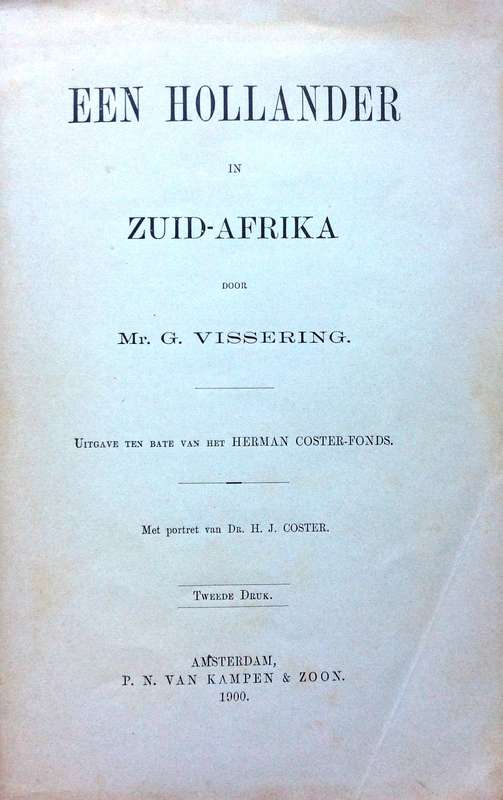 EEN HOLLANDER
IN
ZUID-AFRIKA
DOOR
Mr. G. VISSERING.
UITGAVE TEN BATE VAN HET HERMAN COSTER-FONDS.
Met portret van DR. H. J. COSTER.
TWEEDE DRUK.
AMSTERDAM,
P. N. VAN KAMPEN & ZOON.
1900.